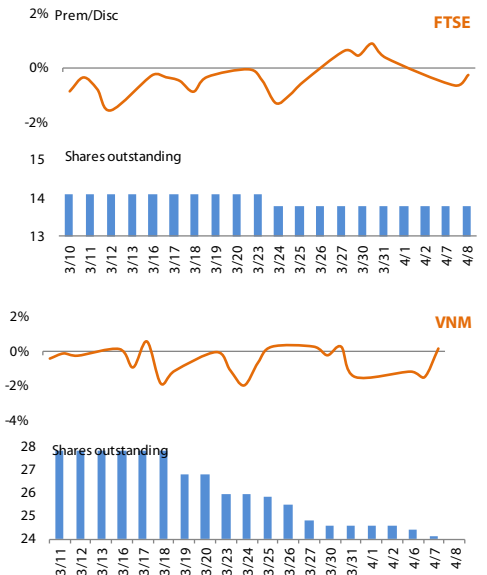 2% Prem/Disc
FTSE
0%
-2%
15
Shares outstanding
14
13
3/10 3/11 3/12 3/13 3/16 3/17 3/18 3/19 3/20 3/23 3/24 3/25 3/26 3/27 3/30 3/31 4/1 4/2 4/7 4/8
2%
VNM
0%
-2%
-4%
28
Shares outstanding
27
26
25
24
3/11 3/12 3/13 3/16 3/17 3/18 3/19 3/20 3/23 3/24 3/25 3/26 3/27 3/30 3/31 4/1 4/2 4/6 4/7 4/8